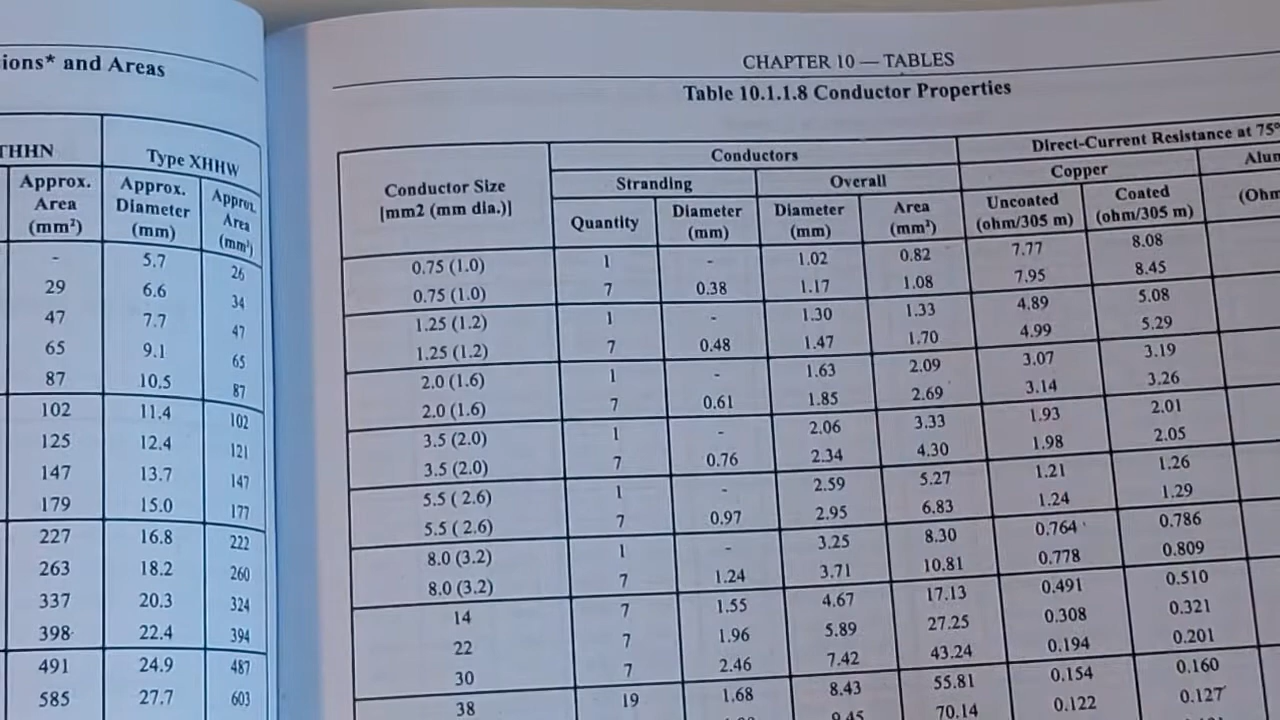 ions* and Areas
THHN Type XHHW
Approx. Area (mm²) Approx. Diameter (mm) Approx. Area (mm²)
- 5.7 26
29 6.6 34
47 7.7 47
65 9.1 65
87 10.5 87
102 11.4 102
125 12.4 121
147 13.7 147
179 15.0 177
227 16.8 222
263 18.2 260
337 20.3 324
398 22.4 394
491 24.9 487
585 27.7 603
CHAPTER 10 — TABLES
Table 10.1.1.8 Conductor Properties
Conductors Direct-Current Resistance at 75°
Conductor Size [mm2 (mm dia.)] Stranding Overall Copper Alun
Quantity Diameter (mm) Diameter (mm) Area (mm²) Uncoated (ohm/305 m) Coated (ohm/305 m) (Ohm
0.75 (1.0) 1 - 1.02 0.82 7.77 8.08
0.75 (1.0) 7 0.38 1.17 1.08 7.95 8.45
1.25 (1.2) 1 - 1.30 1.33 4.89 5.08
1.25 (1.2) 7 0.48 1.47 1.70 4.99 5.29
2.0 (1.6) 1 - 1.63 2.09 3.07 3.19
2.0 (1.6) 7 0.61 1.85 2.69 3.14 3.26
3.5 (2.0) 1 - 2.06 3.33 1.93 2.01
3.5 (2.0) 7 0.76 2.34 4.30 1.98 2.05
5.5 ( 2.6) 1 - 2.59 5.27 1.21 1.26
5.5 ( 2.6) 7 0.97 2.95 6.83 1.24 1.29
8.0 (3.2) 1 - 3.25 8.30 0.764 0.786
8.0 (3.2) 7 1.24 3.71 10.81 0.778 0.809
14 7 1.55 4.67 17.13 0.491 0.510
22 7 1.96 5.89 27.25 0.308 0.321
30 7 2.46 7.42 43.24 0.194 0.201
38 19 1.68 8.43 55.81 0.154 0.160
9.45 70.14 0.122 0.127